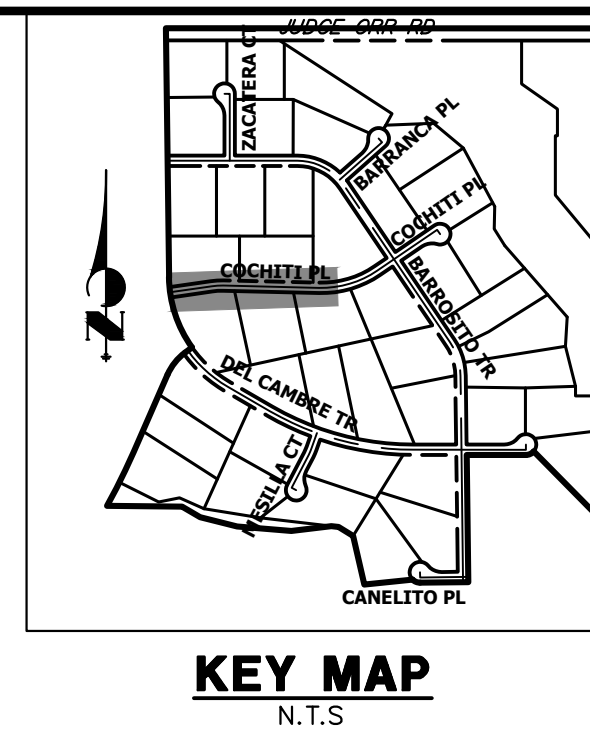 JUDGE ORR RD
ZACATERA CT
BARRANCA PL
COCHITI PL
COCHITI PL
BARROSITO TR
N
DEL CAMBRE TR
MESILLA CT
CANELITO PL
KEY MAP
N.T.S